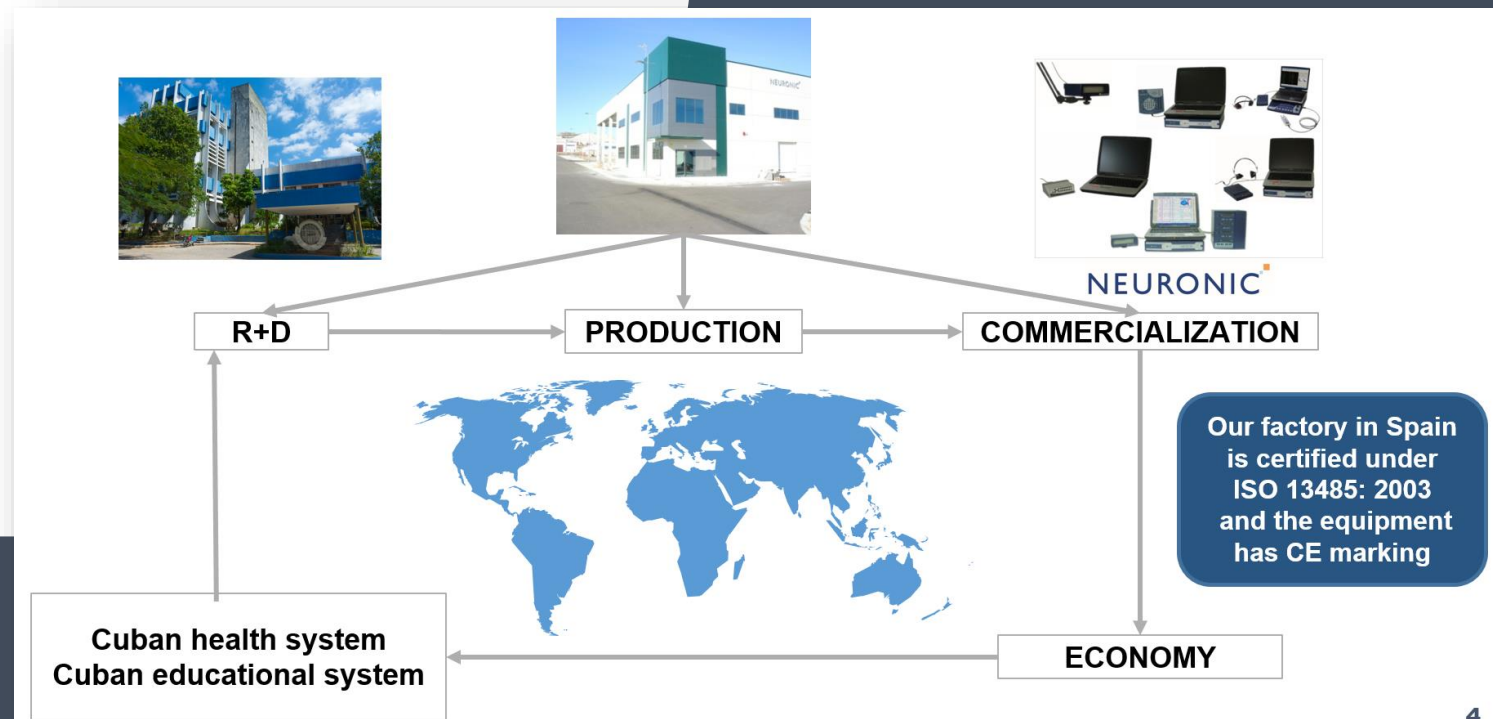 NEURONIC
NEURONIC
R+D
PRODUCTION
COMMERCIALIZATION
Our factory in Spain
is certified under
ISO 13485: 2003
and the equipment
has CE marking
Cuban health system
Cuban educational system
ECONOMY
4